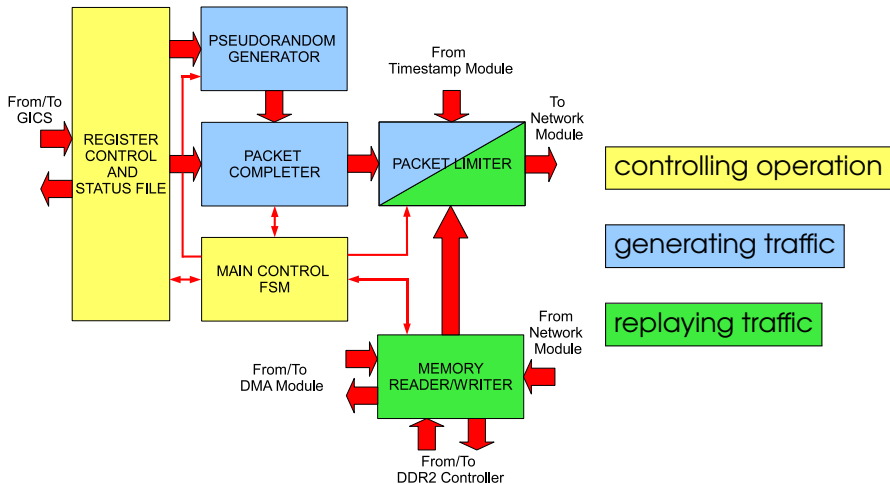 PSEUDORANDOM
GENERATOR
From
Timestamp Module
To
Network
Module
From/To
GICS
REGISTER
CONTROL
AND
STATUS FILE
PACKET
COMPLETER
PACKET LIMITER
controlling operation
generating traffic
replaying traffic
MAIN CONTROL
FSM
From
Network
Module
From/To
DMA Module
MEMORY
READER/WRITER
From/To
DDR2 Controller